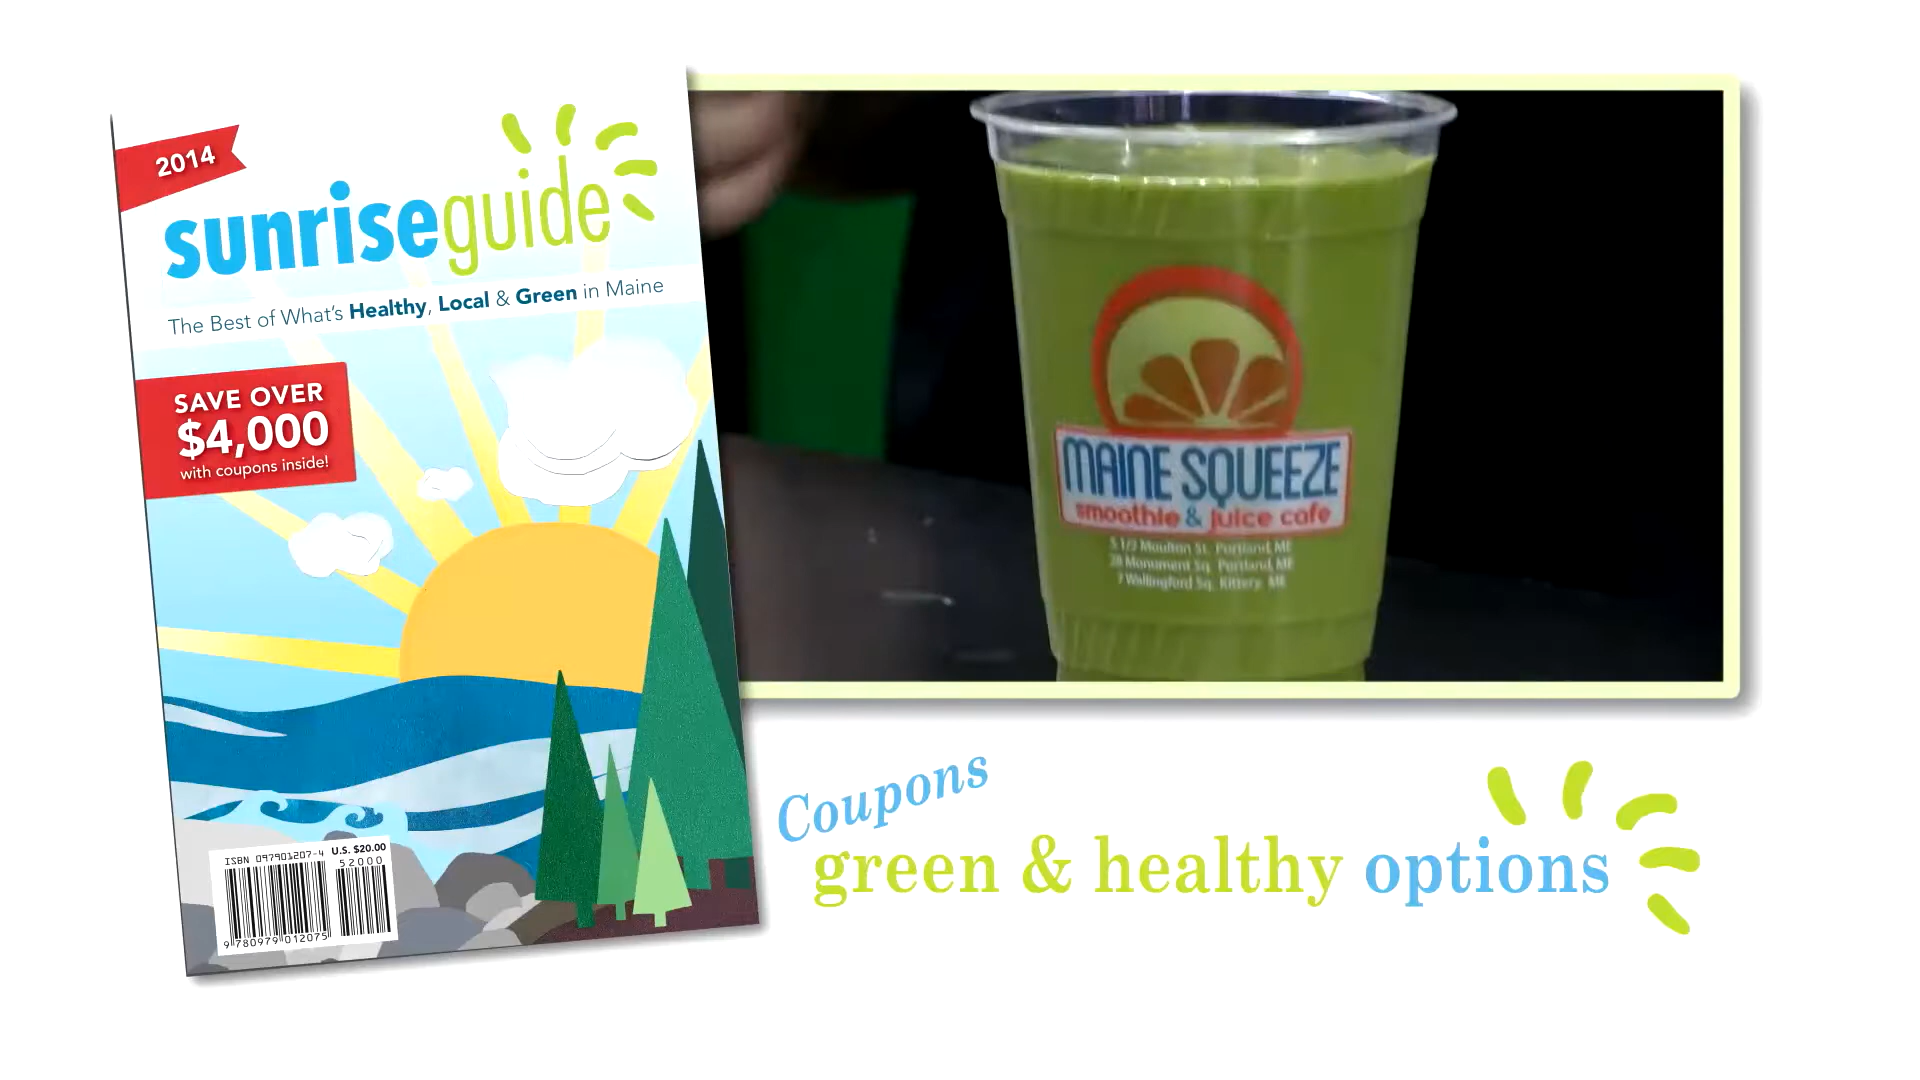 2014
sunriseguide
The Best of What's Healthy, Local & Green in Maine
SAVE OVER
$4,000
with coupons inside!
ISBN 097901207-4
U.S. $20.00
52000
9 780979 012075
MAINE SQUEEZE
smoothie & juice cafe
5 1/2 Moulton St. Portland, ME
28 Monument Sq. Portland, ME
7 Wallingford Sq. Kittery, ME
Coupons
green & healthy options